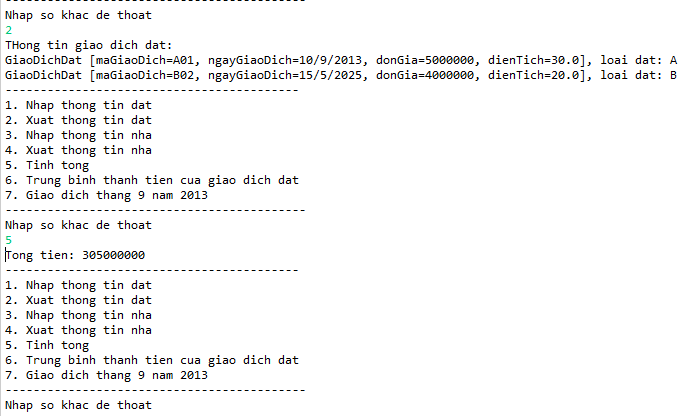 -------------------------------------------
Nhap so khac de thoat
2
THong tin giao dich dat:
GiaoDichDat [maGiaoDich=A01, ngayGiaoDich=10/9/2013, donGia=5000000, dienTich=30.0], loai dat: A
GiaoDichDat [maGiaoDich=B02, ngayGiaoDich=15/5/2025, donGia=4000000, dienTich=20.0], loai dat: B
------------------------------------------
1. Nhap thong tin dat
2. Xuat thong tin dat
3. Nhap thong tin nha
4. Xuat thong tin nha
5. Tinh tong
6. Trung binh thanh tien cua giao dich dat
7. Giao dich thang 9 nam 2013
-------------------------------------------
Nhap so khac de thoat
5
Tong tien: 305000000
------------------------------------------
1. Nhap thong tin dat
2. Xuat thong tin dat
3. Nhap thong tin nha
4. Xuat thong tin nha
5. Tinh tong
6. Trung binh thanh tien cua giao dich dat
7. Giao dich thang 9 nam 2013
-------------------------------------------
Nhap so khac de thoat